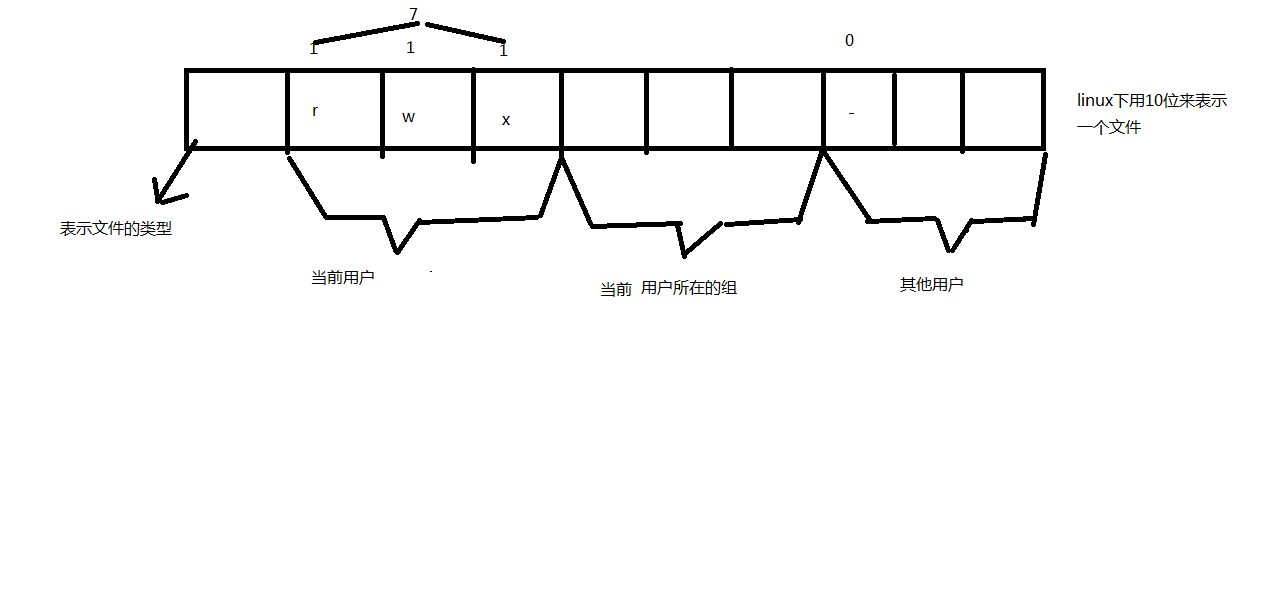 7
1 1 1 0
r w x -
linux下用10位来表示
一个文件
表示文件的类型
当前用户
当前 用户所在的组
其他用户